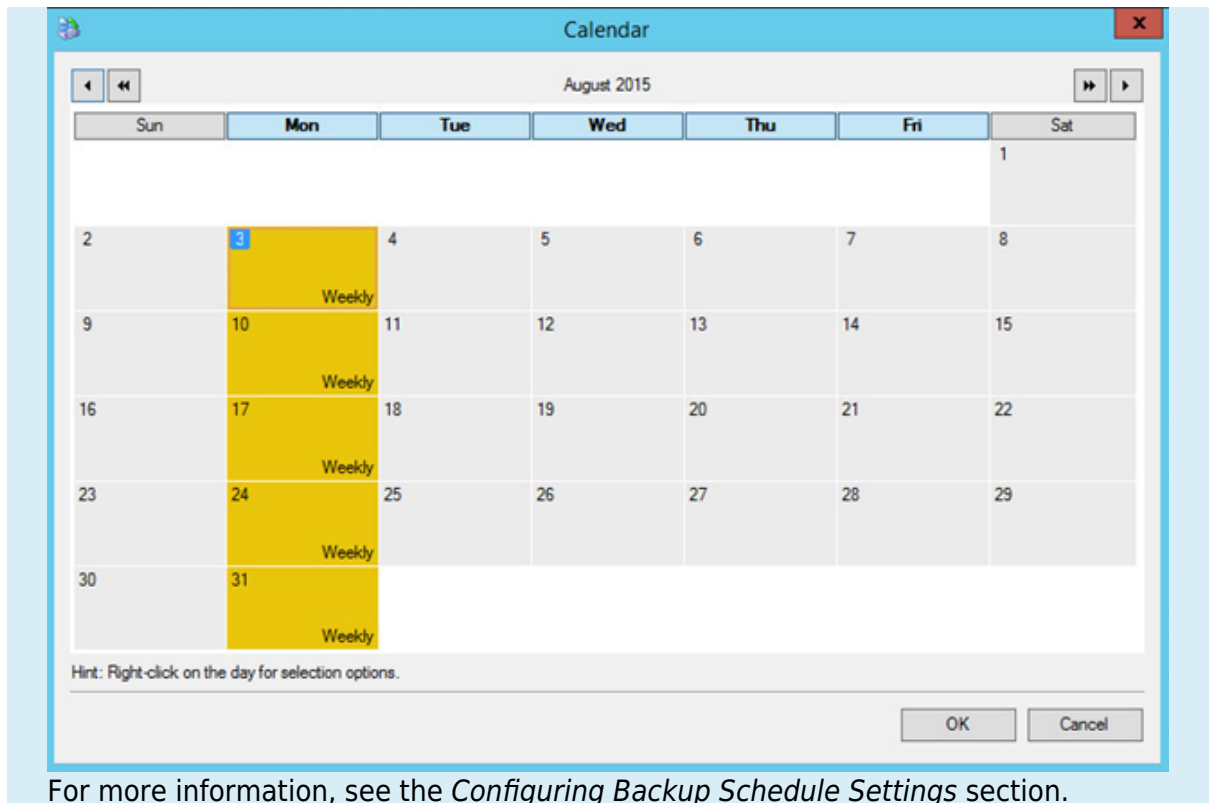 Calendar
August 2015
Sun Mon Tue Wed Thu Fri Sat
1
2 3 4 5 6 7 8
Weekly
9 10 11 12 13 14 15
Weekly
16 17 18 19 20 21 22
Weekly
23 24 25 26 27 28 29
Weekly
30 31
Weekly
Hint: Right-click on the day for selection options.
OK Cancel
For more information, see the Configuring Backup Schedule Settings section.